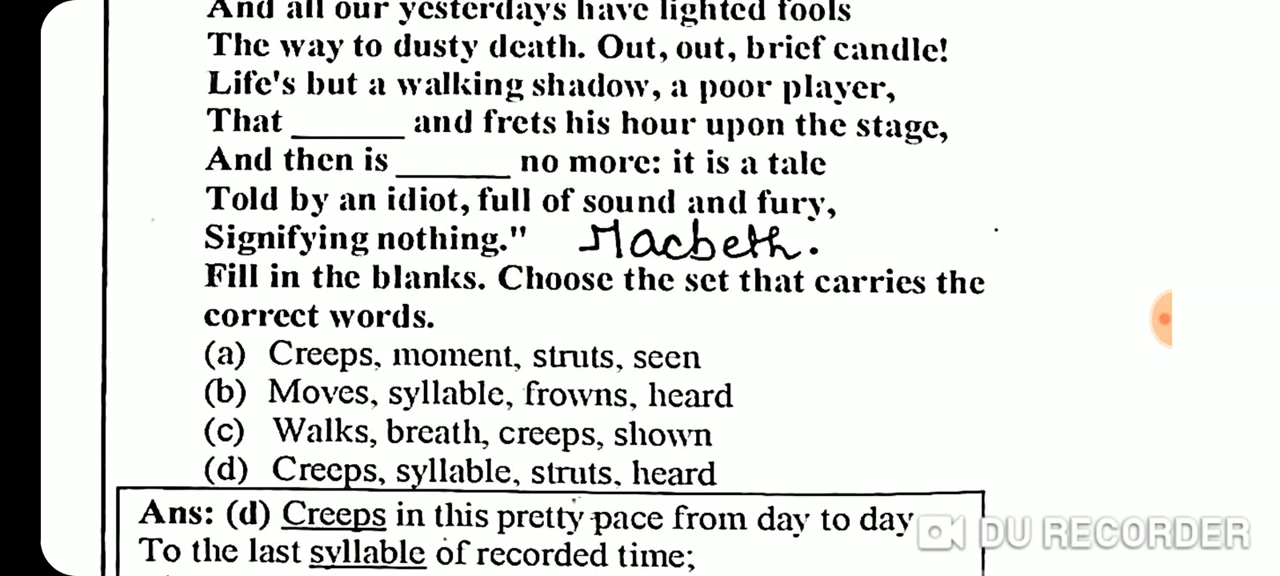 And all our yesterdays have lighted fools
The way to dusty death. Out, out, brief candle!
Life's but a walking shadow, a poor player,
That ______ and frets his hour upon the stage,
And then is ______ no more: it is a tale
Told by an idiot, full of sound and fury,
Signifying nothing." Macbeth.
Fill in the blanks. Choose the set that carries the
correct words.
(a) Creeps, moment, struts, seen
(b) Moves, syllable, frowns, heard
(c) Walks, breath, creeps, shown
(d) Creeps, syllable, struts, heard
Ans: (d) Creeps in this pretty pace from day to day
To the last syllable of recorded time;
DU RECORDER